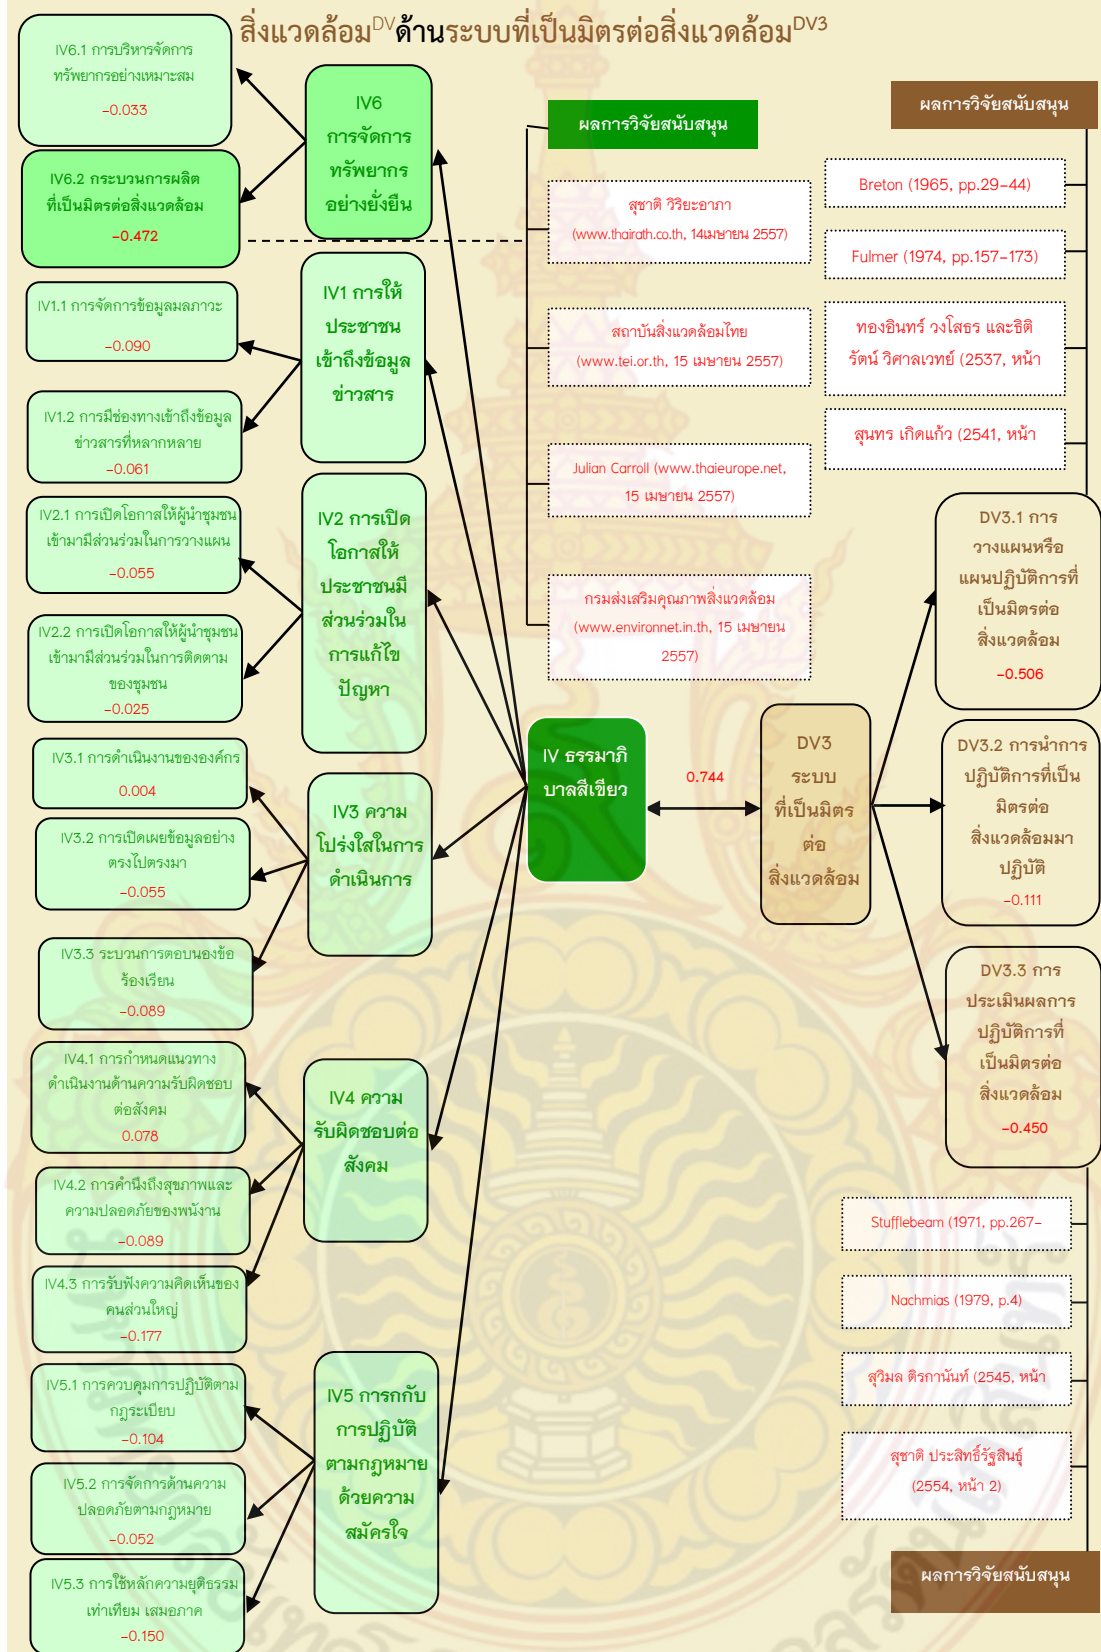 สิ่งแวดล้อมDVด้านระบบที่เป็นมิตรต่อสิ่งแวดล้อมDV3
IV6.1 การบริหารจัดการ
ทรัพยากรอย่างเหมาะสม
-0.033
IV6.2 กระบวนการผลิต
ที่เป็นมิตรต่อสิ่งแวดล้อม
-0.472
IV6
การจัดการ
ทรัพยากร
อย่างยั่งยืน
IV1.1 การจัดการข้อมูลมลภาวะ
-0.090
IV1.2 การมีช่องทางเข้าถึงข้อมูล
ข่าวสารที่หลากหลาย
-0.061
IV1 การให้
ประชาชน
เข้าถึงข้อมูล
ข่าวสาร
IV2.1 การเปิดโอกาสให้ผู้นำชุมชน
เข้ามามีส่วนร่วมในการวางแผน
-0.055
IV2.2 การเปิดโอกาสให้ผู้นำชุมชน
เข้ามามีส่วนร่วมในการติดตาม
ของชุมชน
-0.025
IV2 การเปิด
โอกาสให้
ประชาชนมี
ส่วนร่วมใน
การแก้ไข
ปัญหา
IV3.1 การดำเนินงานขององค์กร
0.004
IV3.2 การเปิดเผยข้อมูลอย่าง
ตรงไปตรงมา
-0.055
IV3.3 ระบวนการตอบนองข้อ
ร้องเรียน
-0.089
IV3 ความ
โปร่งใสในการ
ดำเนินการ
IV4.1 การกำหนดแนวทาง
ดำเนินงานด้านความรับผิดชอบ
ต่อสังคม
0.078
IV4.2 การคำนึงถึงสุขภาพและ
ความปลอดภัยของพนังาน
-0.089
IV4.3 การรับฟังความคิดเห็นของ
คนส่วนใหญ่
-0.177
IV4 ความ
รับผิดชอบต่อ
สังคม
IV5.1 การควบคุมการปฏิบัติตาม
กฎระเบียบ
-0.104
IV5.2 การจัดการด้านความ
ปลอดภัยตามกฎหมาย
-0.052
IV5.3 การใช้หลักความยุติธรรม
เท่าเทียม เสมอภาค
-0.150
IV5 การกกับ
การปฏิบัติ
ตามกฎหมาย
ด้วยความ
สมัครใจ
ผลการวิจัยสนับสนุน
สุชาติ วิริยะอาภา
(www.thairath.co.th, 14เมษายน 2557)
สถาบันสิ่งแวดล้อมไทย
(www.tei.or.th, 15 เมษายน 2557)
Julian Carroll (www.thaieurope.net,
15 เมษายน 2557)
กรมส่งเสริมคุณภาพสิ่งแวดล้อม
(www.environnet.in.th, 15 เมษายน
2557)
IV ธรรมาภิ
บาลสีเขียว
0.744
DV3
ระบบ
ที่เป็นมิตร
ต่อ
สิ่งแวดล้อม
ผลการวิจัยสนับสนุน
Breton (1965, pp.29-44)
Fulmer (1974, pp.157-173)
ทองอินทร์ วงโสธร และธิติ
รัตน์ วิศาลเวทย์ (2537, หน้า
สุนทร เกิดแก้ว (2541, หน้า
DV3.1 การ
วางแผนหรือ
แผนปฏิบัติการที่
เป็นมิตรต่อ
สิ่งแวดล้อม
-0.506
DV3.2 การนำการ
ปฏิบัติการที่เป็น
มิตรต่อ
สิ่งแวดล้อมมา
ปฏิบัติ
-0.111
DV3.3 การ
ประเมินผลการ
ปฏิบัติการที่
เป็นมิตรต่อ
สิ่งแวดล้อม
-0.450
Stufflebeam (1971, pp.267-
Nachmias (1979, p.4)
สุวิมล ติรกานันท์ (2545, หน้า
สุชาติ ประสิทธิ์รัฐสินธุ์
(2554, หน้า 2)
ผลการวิจัยสนับสนุน